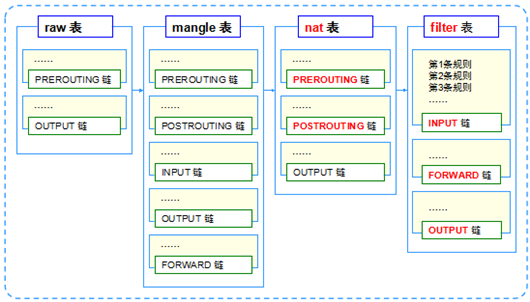 raw 表
……
PREROUTING 链
……
OUTPUT 链
mangle 表
……
PREROUTING 链
……
POSTROUTING 链
……
INPUT 链
……
OUTPUT 链
……
FORWARD 链
nat 表
……
PREROUTING 链
……
POSTROUTING 链
……
OUTPUT 链
filter 表
第1条规则
第2条规则
第3条规则
……
INPUT 链
……
FORWARD 链
……
OUTPUT 链